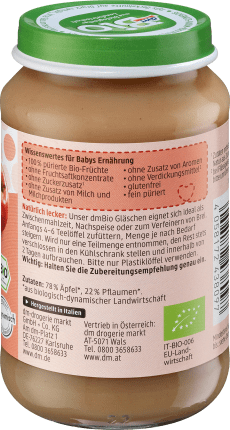 Wissenswertes für Babys Ernährung
• 100% pürierte Bio-Früchte
• ohne Fruchtsaftkonzentrate
• ohne Zuckerzusatz¹
• ohne Zusatz von Milch und Milchprodukten
• ohne Zusatz von Aromen
• ohne Verdickungsmittel
• glutenfrei
• fein püriert
Natürlich lecker: Unser dmBio Gläschen eignet sich ideal als
Zwischenmahlzeit, Nachspeise oder zum Verfeinern von Brei.
Anfangs 4-6 Teelöffel zufüttern, Menge je nach Bedarf
steigern. Wird nur eine Teilmenge entnommen, den Rest stets
verschlossen in den Kühlschrank stellen und innerhalb von
2 Tagen aufbrauchen. Bitte nur Plastiklöffel verwenden.
Wichtig: Halten Sie die Zubereitungsempfehlung genau ein.
Zutaten: 78 % Äpfel*, 22 % Pflaumen*.
*aus biologisch-dynamischer Landwirtschaft
Hergestellt in Italien
dm-drogerie markt
GmbH + Co. KG
Am dm-Platz 1
DE-76227 Karlsruhe
Tel. 0800 3658633
www.dm.de
Vertrieb in Österreich:
dm drogerie markt
AT-5071 Wals
Tel. 0800 3658633
IT-BIO-006
EU-Land-
wirtschaft